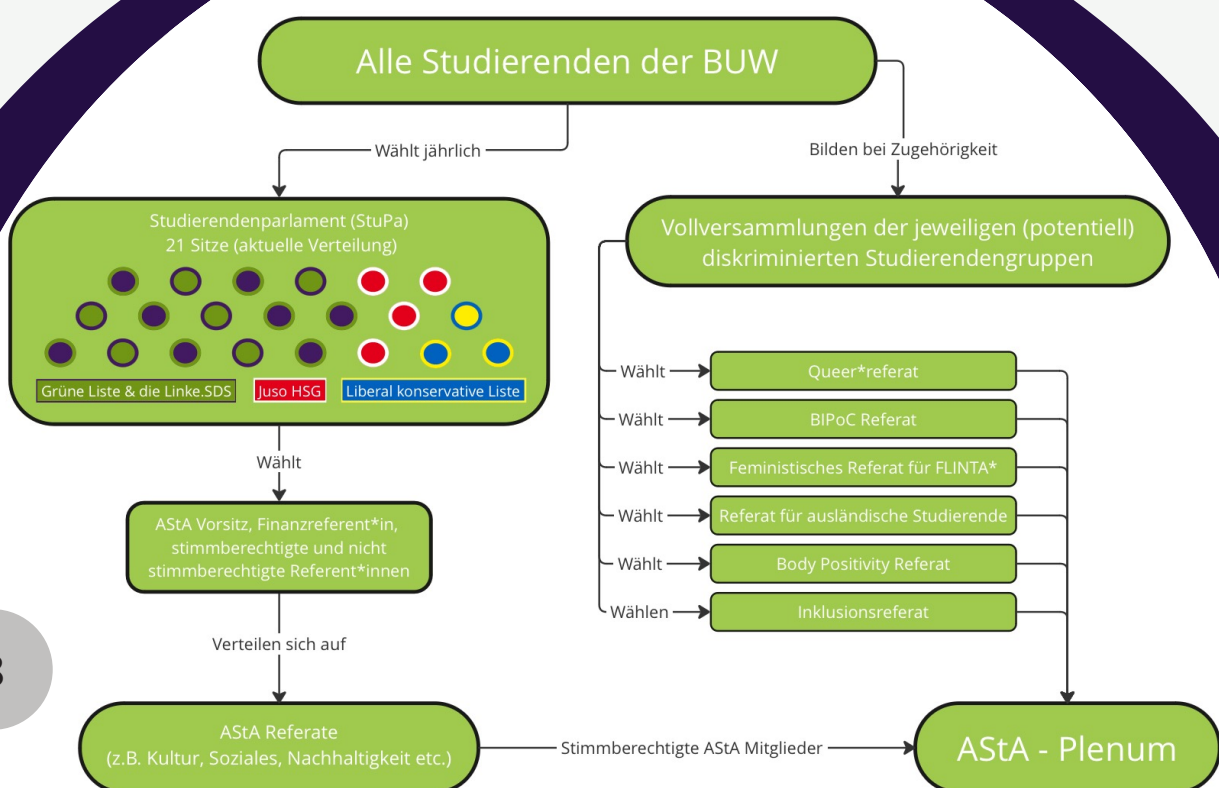 Alle Studierenden der BUW
Wählt jährlich
Bilden bei Zugehörigkeit
Studierendenparlament (StuPa)
21 Sitze (aktuelle Verteilung)
Grüne Liste & die Linke.SDS
Juso HSG
Liberal konservative Liste
Vollversammlungen der jeweiligen (potentiell)
diskriminierten Studierendengruppen
Wählt
Queer*referat
Wählt
BIPoC Referat
Wählt
Feministisches Referat für FLINTA*
Wählt
Referat für ausländische Studierende
Wählt
Body Positivity Referat
Wählen
Inklusionsreferat
Wählt
AStA Vorsitz, Finanzreferent*in,
stimmberechtigte und nicht
stimmberechtigte Referent*innen
Verteilen sich auf
AStA Referate
(z.B. Kultur, Soziales, Nachhaltigkeit etc.)
Stimmberechtigte AStA Mitglieder
AStA - Plenum